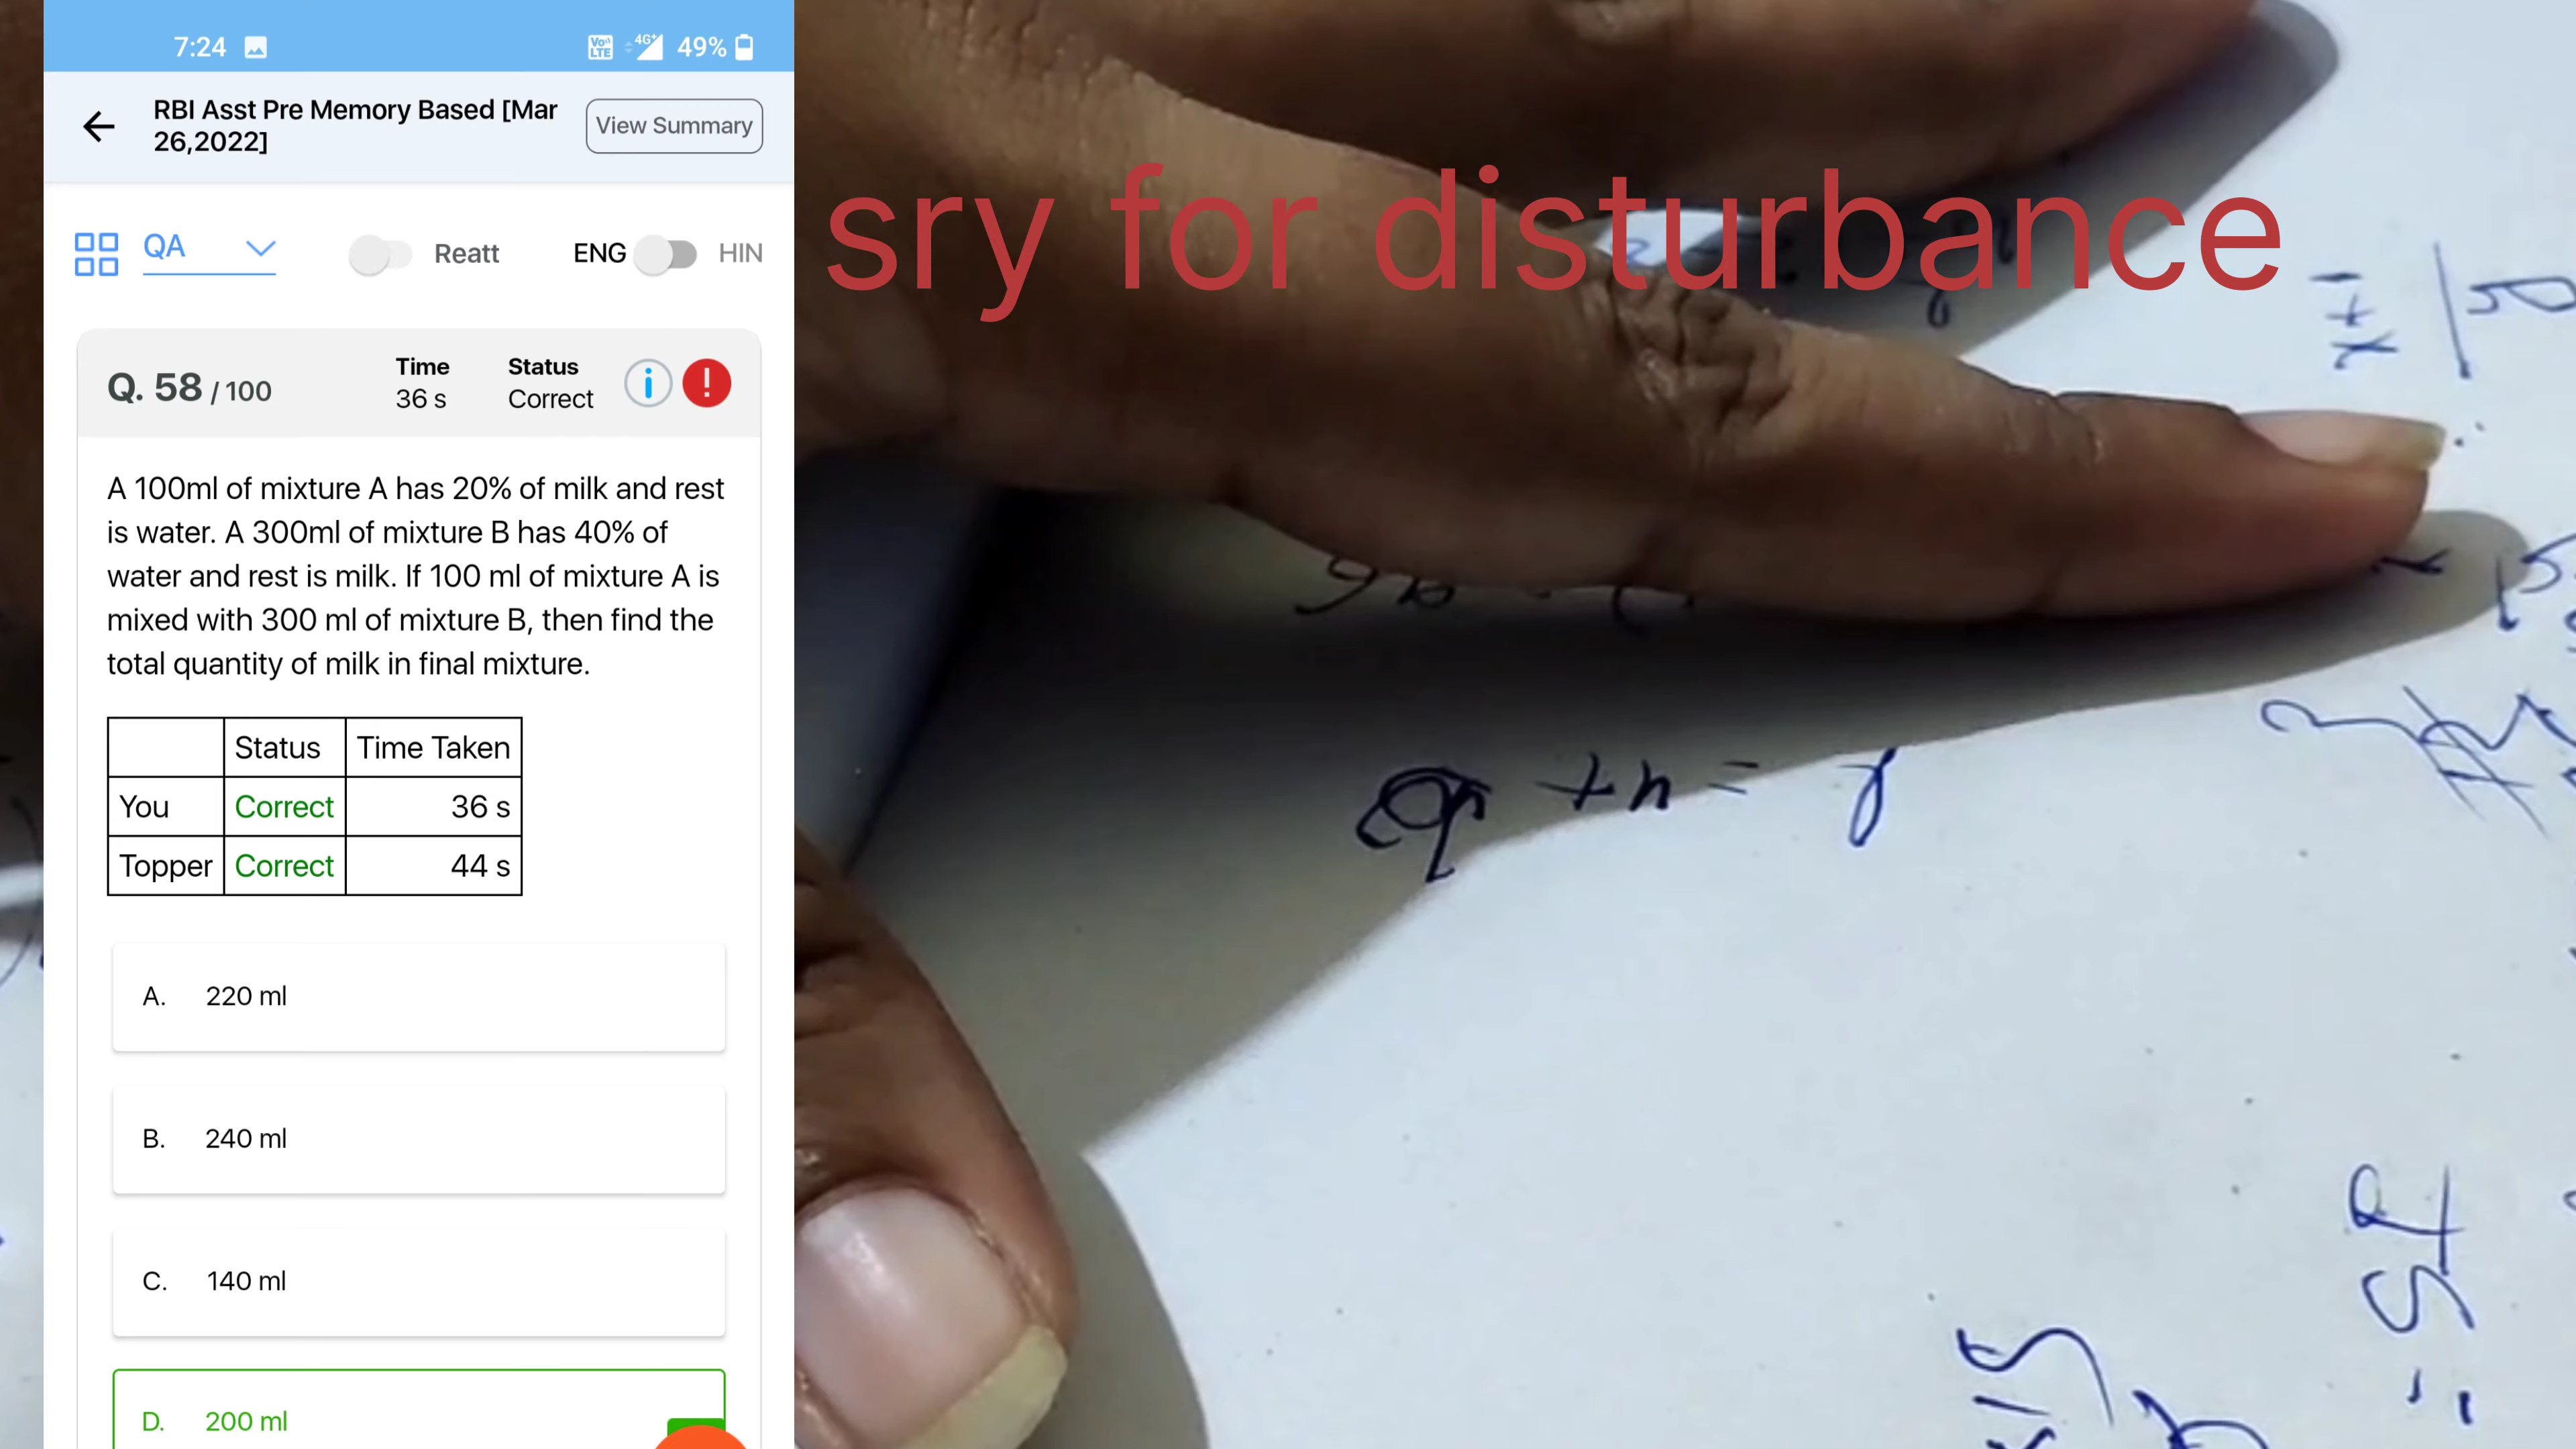 7:24
VoLTE 4G+ 49%
RBI Asst Pre Memory Based [Mar
26,2022]
View Summary
QA
Reatt
ENG
HIN
sry for disturbance
Q. 58 / 100
Time
36 s
Status
Correct
A 100ml of mixture A has 20% of milk and rest
is water. A 300ml of mixture B has 40% of
water and rest is milk. If 100 ml of mixture A is
mixed with 300 ml of mixture B, then find the
total quantity of milk in final mixture.
Status Time Taken
You Correct 36 s
Topper Correct 44 s
A. 220 ml
B. 240 ml
C. 140 ml
D. 200 ml